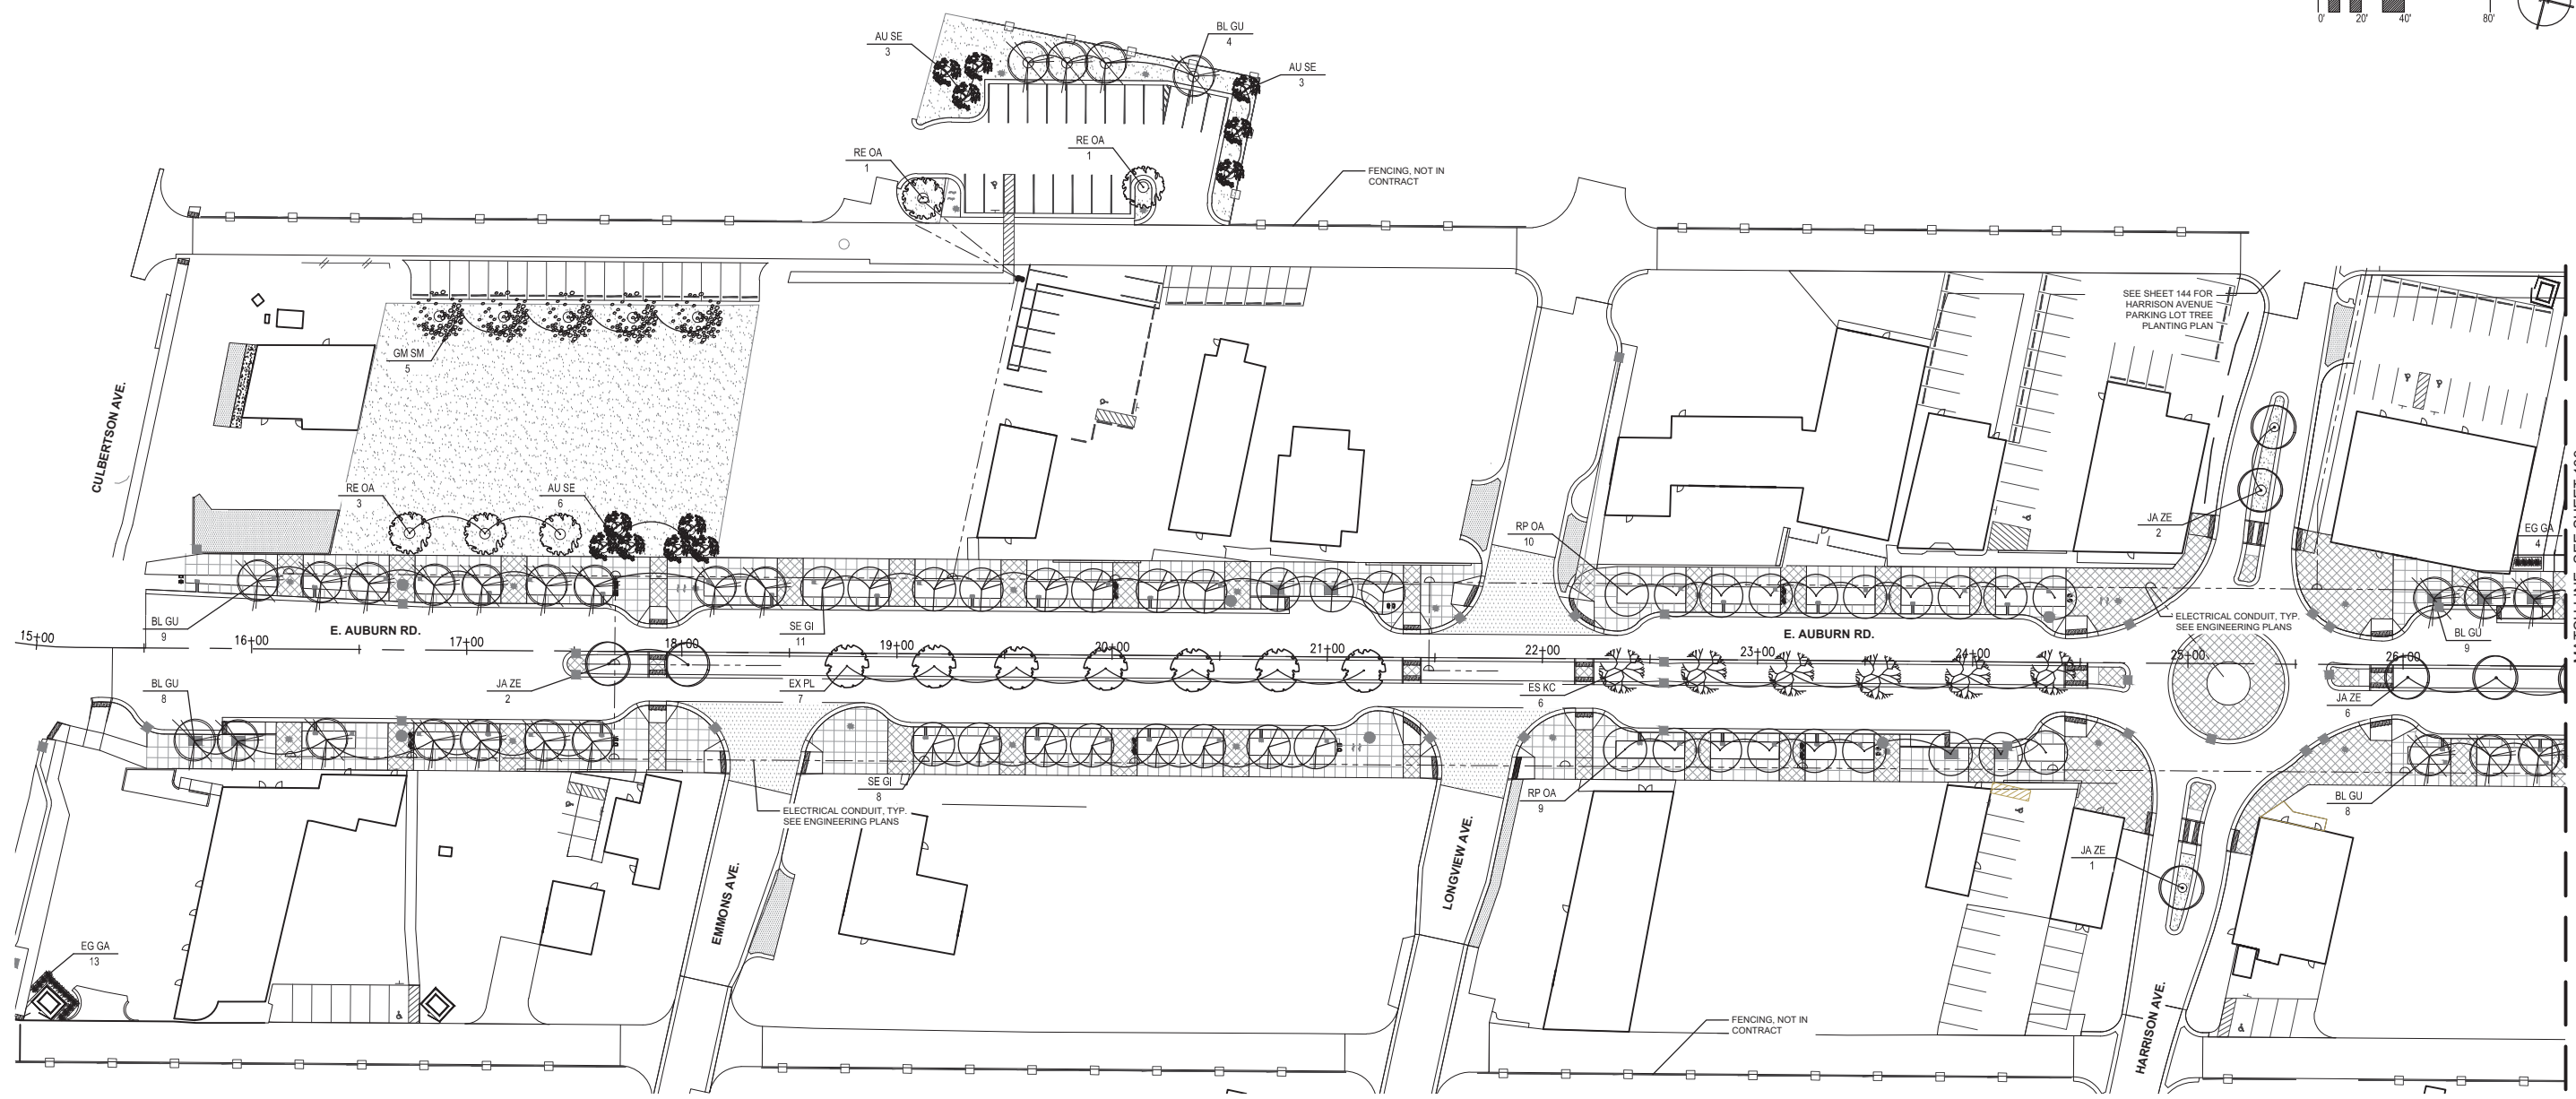 0' 20' 40' 80'
AU SE
3
BL GU
4
AU SE
3
RE OA
1
RE OA
1
FENCING, NOT IN
CONTRACT
SEE SHEET 144 FOR
HARRISON AVENUE
PARKING LOT TREE
PLANTING PLAN
GM SM
5
CULBERTSON AVE.
RE OA
3
AU SE
6
RP OA
10
JA ZE
2
EG GA
4
BL GU
9
E. AUBURN RD.
SE GI
11
E. AUBURN RD.
ELECTRICAL CONDUIT, TYP.
SEE ENGINEERING PLANS
BL GU
9
15+00 16+00 17+00 18+00 19+00 20+00 21+00 22+00 23+00 24+00 25+00 26+00
BL GU
8
JA ZE
2
EX PL
7
ES KC
6
JA ZE
6
SE GI
8
RP OA
9
BL GU
8
ELECTRICAL CONDUIT, TYP.
SEE ENGINEERING PLANS
JA ZE
1
EMMONS AVE.
LONGVIEW AVE.
EG GA
13
HARRISON AVE.
FENCING, NOT IN
CONTRACT